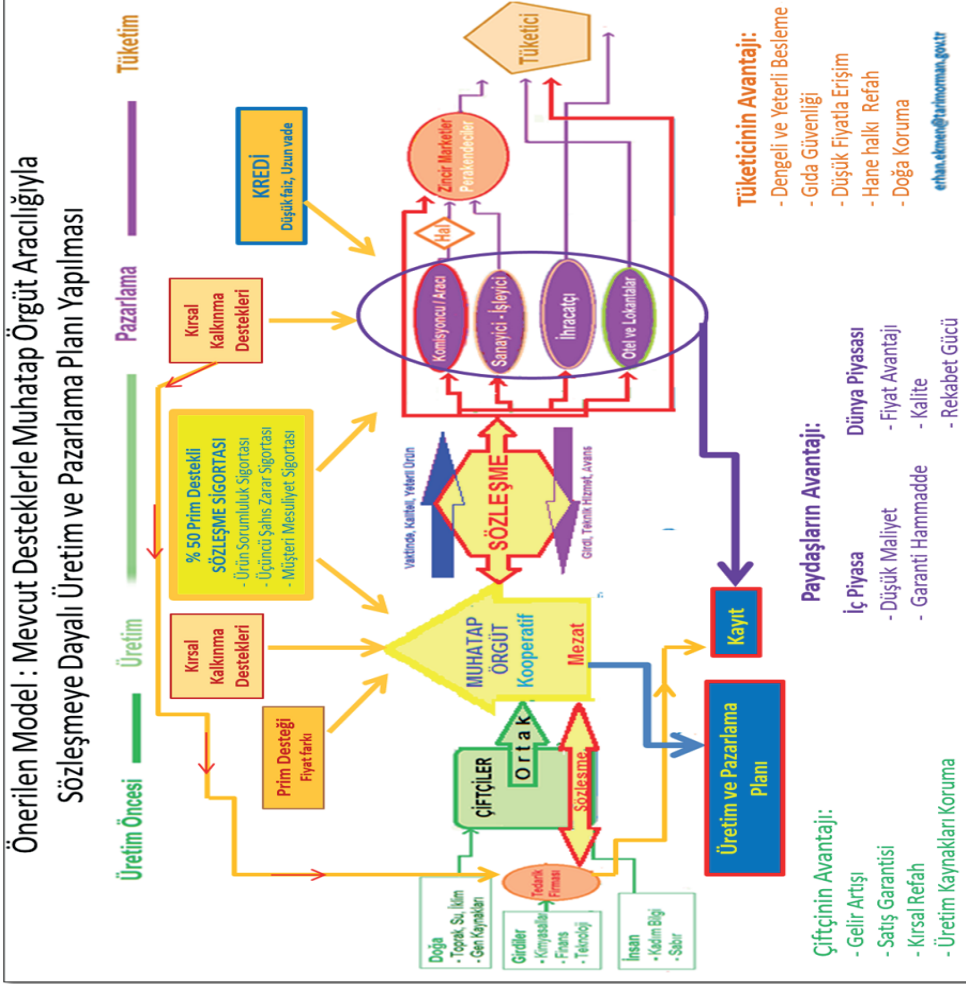 Önerilen Model : Mevcut Desteklerle Muhatap Örgüt Aracılığıyla
Sözleşmeye Dayalı Üretim ve Pazarlama Planı Yapılması
Üretim Öncesi
Üretim
Pazarlama
Tüketim
Prim Desteği
Fiyat farkı
Kırsal
Kalkınma
Destekleri
% 50 Prim Destekli
SÖZLEŞME SİGORTASI
- Ürün Sorumluluk Sigortası
- Üçüncü Şahıs Zarar Sigortası
- Müşteri Mesuliyet Sigortası
Kırsal
Kalkınma
Destekleri
KREDİ
Düşük faiz, Uzun vade
Doğa
- Toprak, Su, İklim
- Gen Kaynakları
Girdiler
- Kimyasallar
- Finans
- Teknoloji
İnsan
- Kadim Bilgi
- Sabır
Tedarik
Firması
ÇİFTÇİLER
Ortak
Sözleşme
MUHATAP
ÖRGÜT
Kooperatif
Mezat
Vaktinde, Kaliteli, Yeterli Ürün
SÖZLEŞME
Girdi, Teknik Hizmet, Avans
Komisyoncu / Aracı
Sanayici - İşleyici
İhracatçı
Otel ve Lokantalar
Hal
Zincir Marketler
Perakendeciler
Tüketici
Üretim ve Pazarlama
Planı
Kayıt
Çiftçinin Avantajı:
- Gelir Artışı
- Satış Garantisi
- Kırsal Refah
- Üretim Kaynakları Koruma
Paydaşların Avantajı:
İç Piyasa
- Düşük Maliyet
- Garanti Hammadde
Dünya Piyasası
- Fiyat Avantajı
- Kalite
- Rekabet Gücü
Tüketicinin Avantajı:
- Dengeli ve Yeterli Besleme
- Gıda Güvenliği
- Düşük Fiyatla Erişim
- Hane halkı Refah
- Doğa Koruma
erhan.ekmen@tarimorman.gov.tr